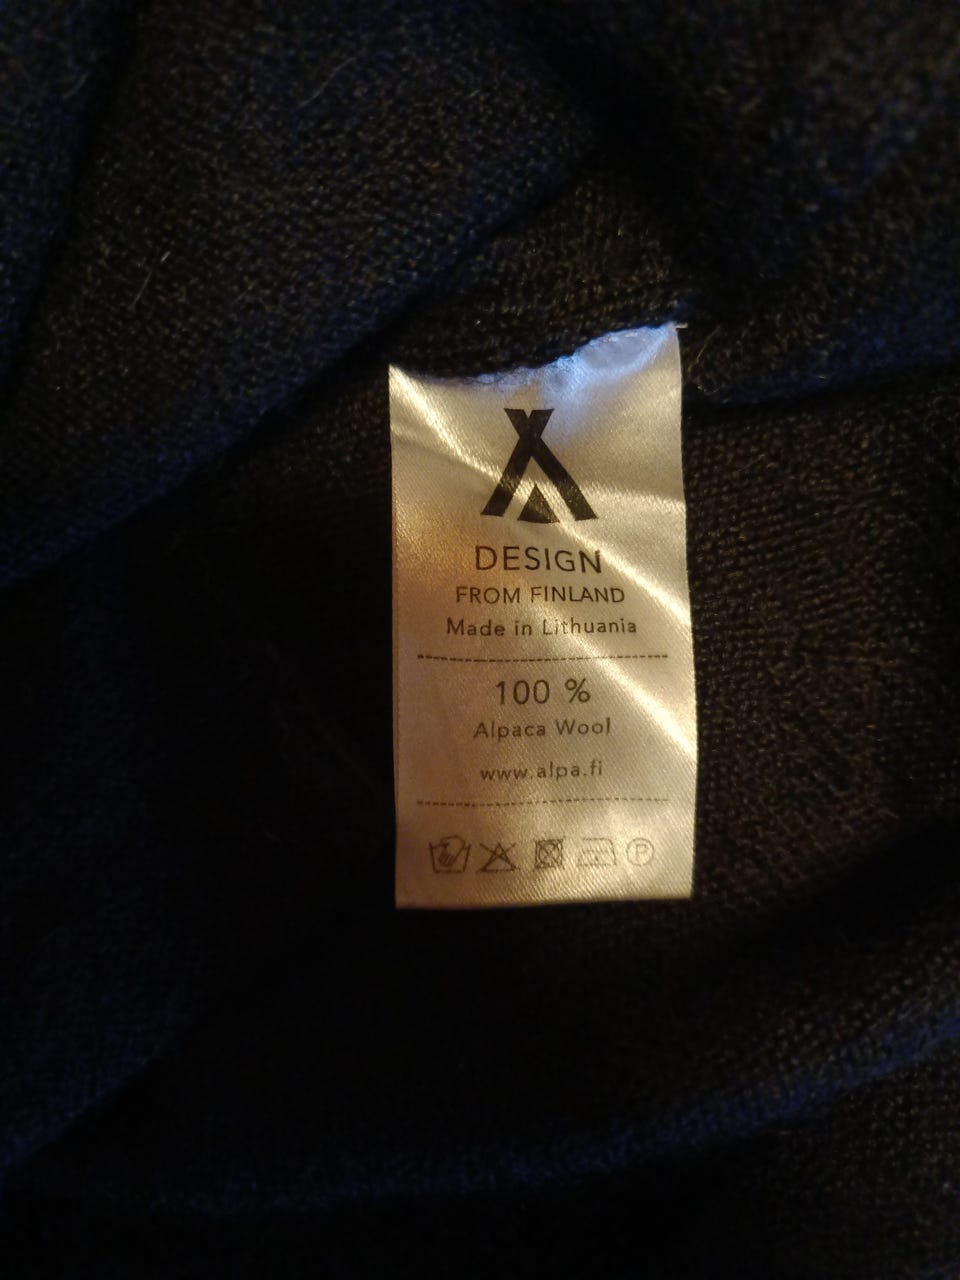 DESIGN
FROM FINLAND
Made in Lithuania
100 %
Alpaca Wool
www.alpa.fi
P